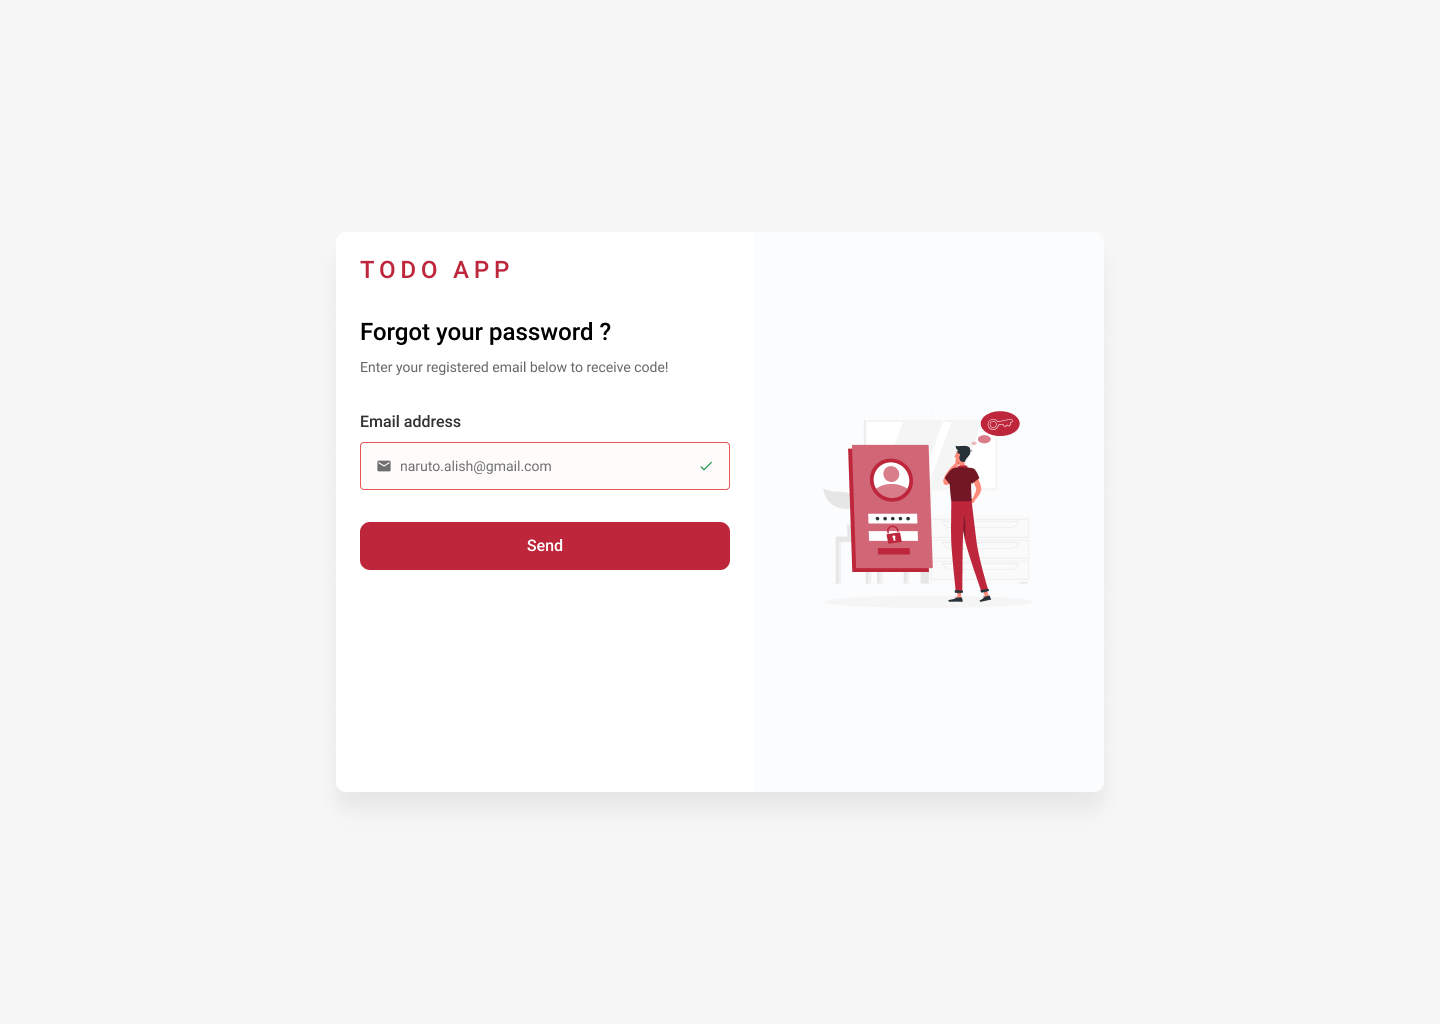 TODO APP
Forgot your password ?
Enter your registered email below to receive code!
Email address
naruto.alish@gmail.com
Send